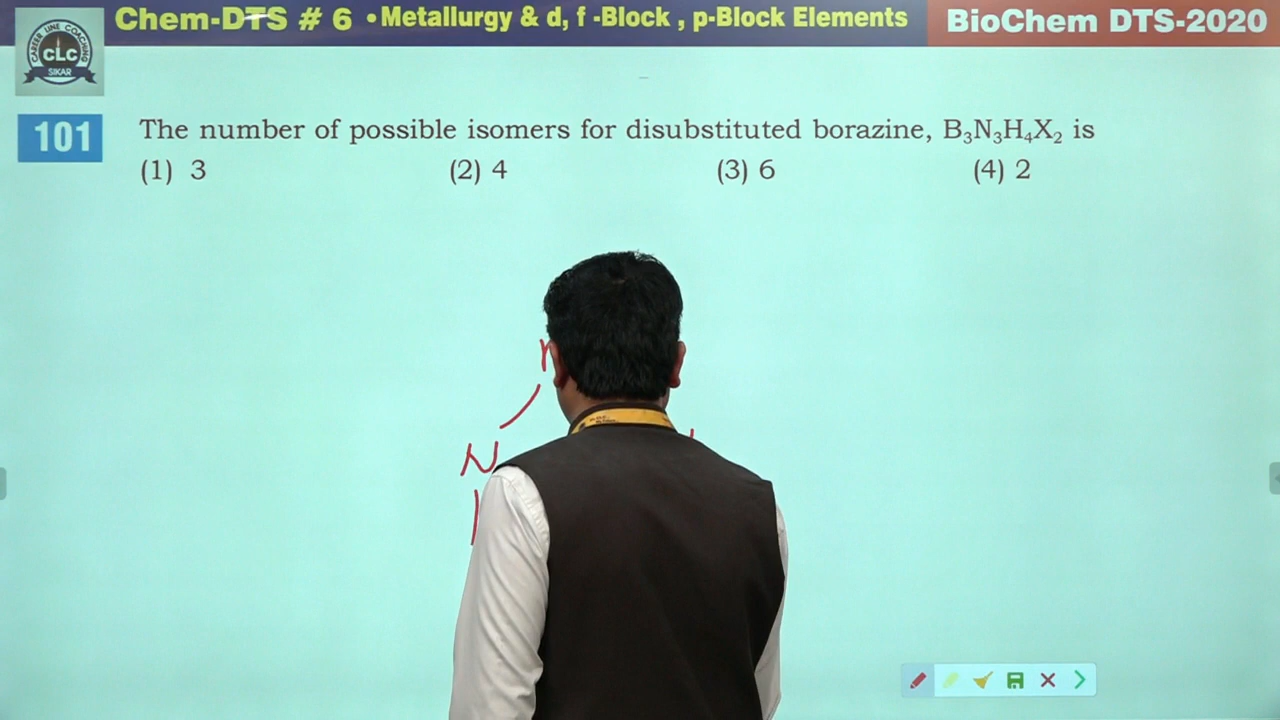 Chem-DTS # 6 •Metallurgy & d, f -Block , p-Block Elements
BioChem DTS-2020
CAREER LINE COACHING
CLC
SIKAR
101
The number of possible isomers for disubstituted borazine, B₃N₃H₄X₂ is
(1) 3 (2) 4 (3) 6 (4) 2
N